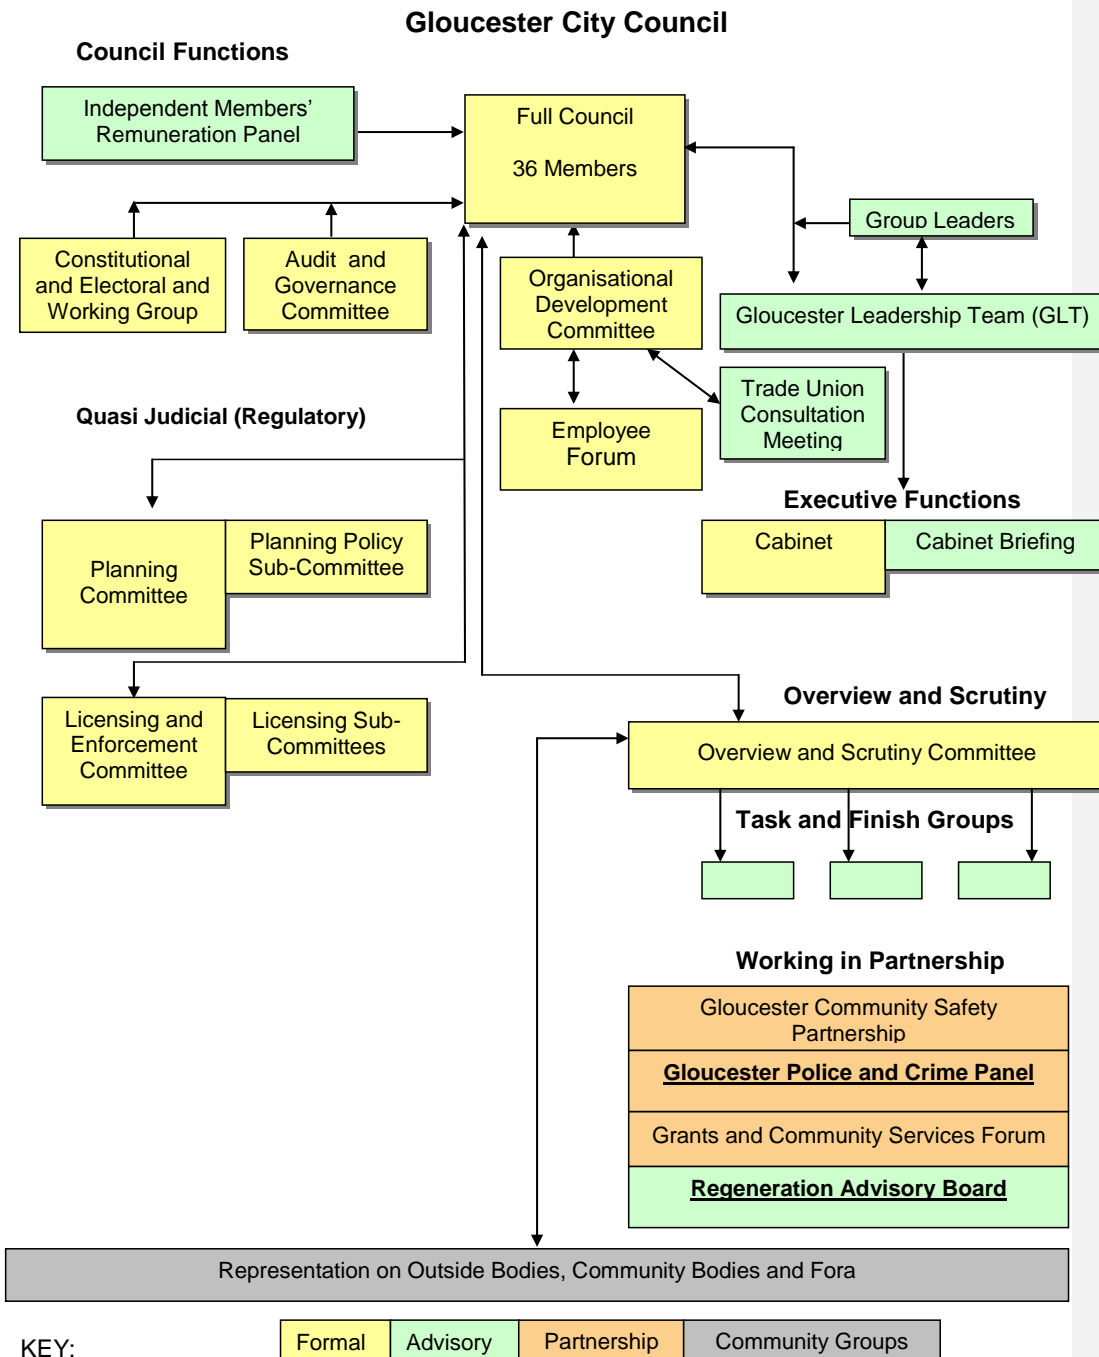 Gloucester City Council
Council Functions
Independent Members’
Remuneration Panel
Full Council
36 Members
Group Leaders
Constitutional
and Electoral and
Working Group
Audit and
Governance
Committee
Organisational
Development
Committee
Gloucester Leadership Team (GLT)
Trade Union
Consultation
Meeting
Quasi Judicial (Regulatory)
Employee
Forum
Executive Functions
Cabinet
Cabinet Briefing
Planning
Committee
Planning Policy
Sub-Committee
Licensing and
Enforcement
Committee
Licensing Sub-
Committees
Overview and Scrutiny
Overview and Scrutiny Committee
Task and Finish Groups
Working in Partnership
Gloucester Community Safety
Partnership
Gloucester Police and Crime Panel
Grants and Community Services Forum
Regeneration Advisory Board
Representation on Outside Bodies, Community Bodies and Fora
KEY:
Formal
Advisory
Partnership
Community Groups